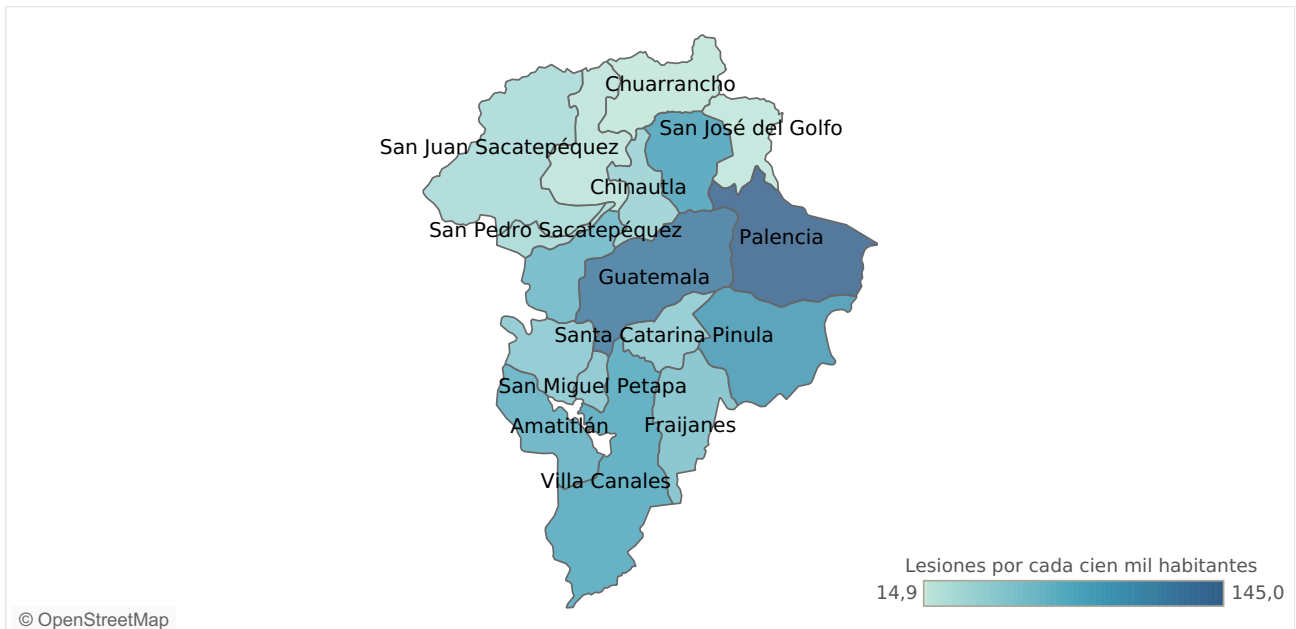 Chuarrancho
San José del Golfo
San Juan Sacatepéquez
Chinautla
San Pedro Sacatepéquez
Palencia
Guatemala
Santa Catarina Pinula
San Miguel Petapa
Amatitlán
Fraijanes
Villa Canales
Lesiones por cada cien mil habitantes
14,9
145,0
© OpenStreetMap